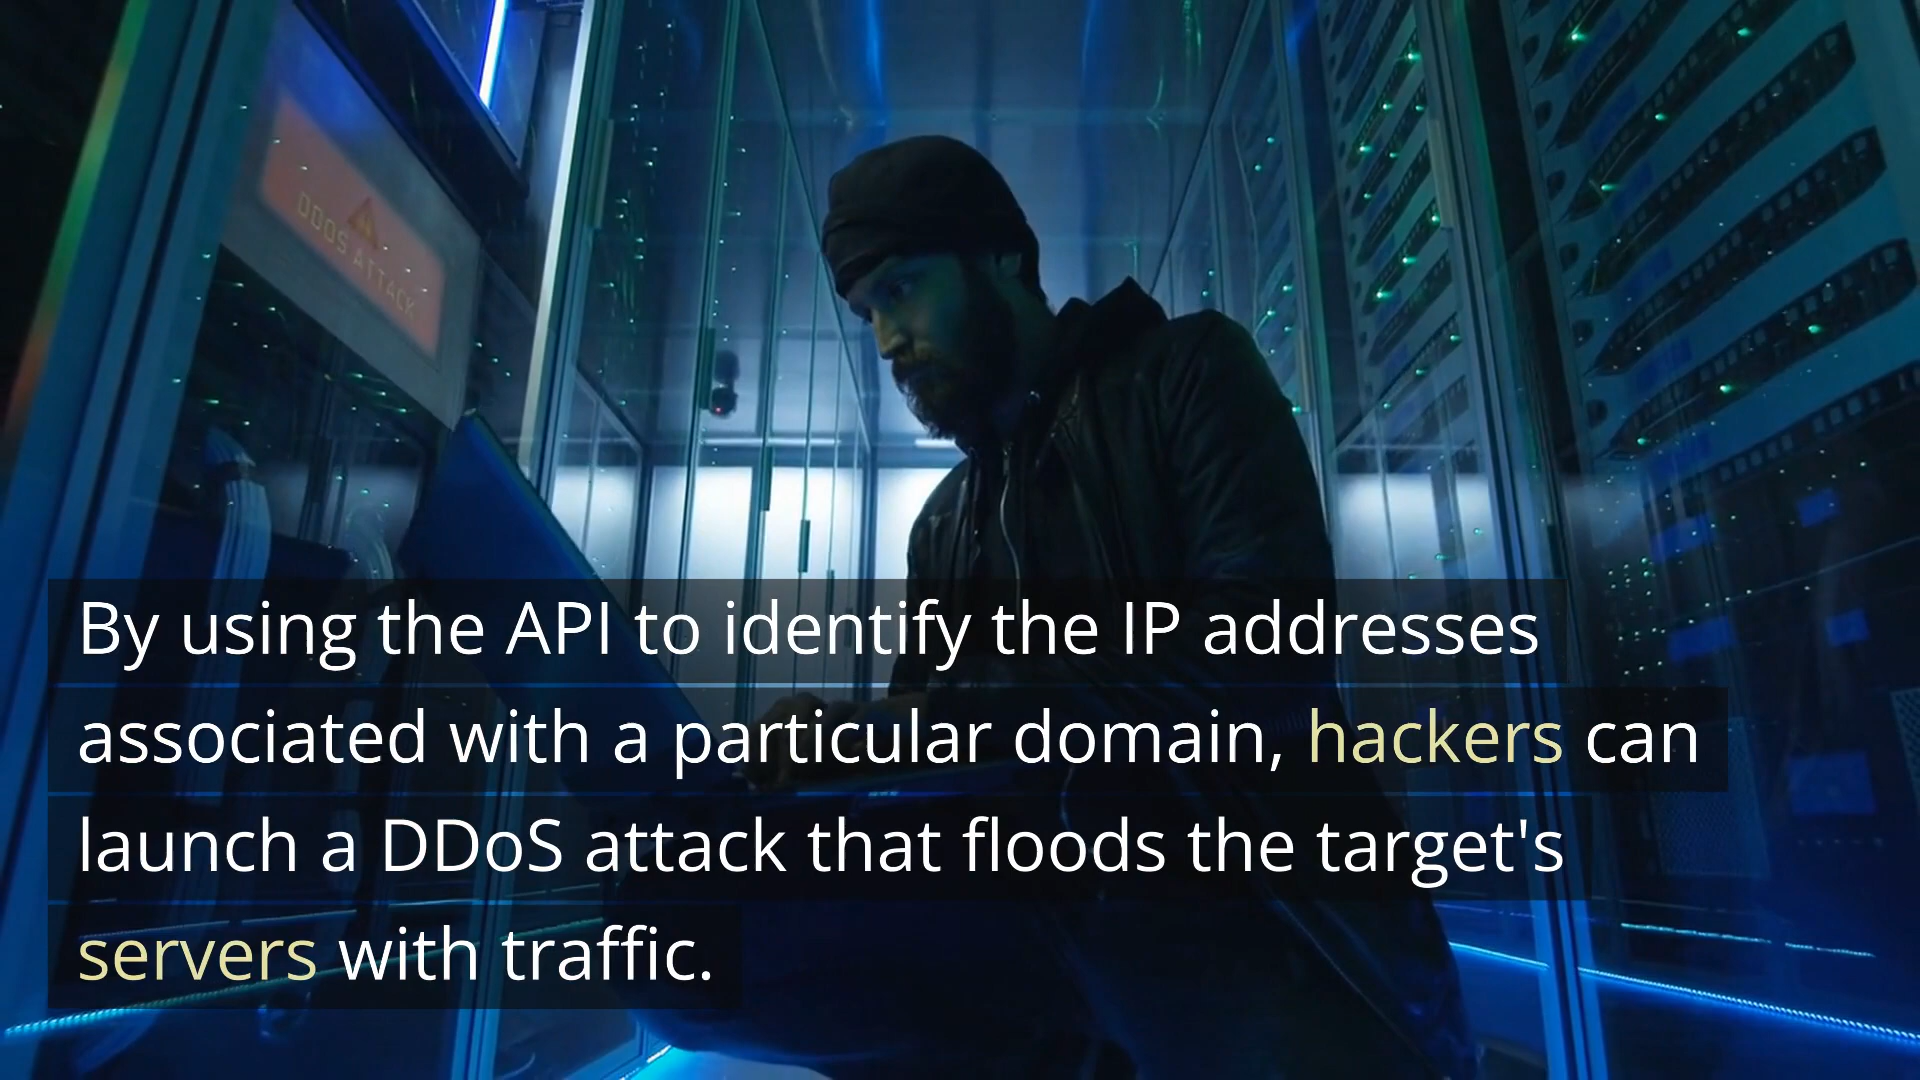 DDOS ATTACK
By using the API to identify the IP addresses
associated with a particular domain, hackers can
launch a DDoS attack that floods the target's
servers with traffic.